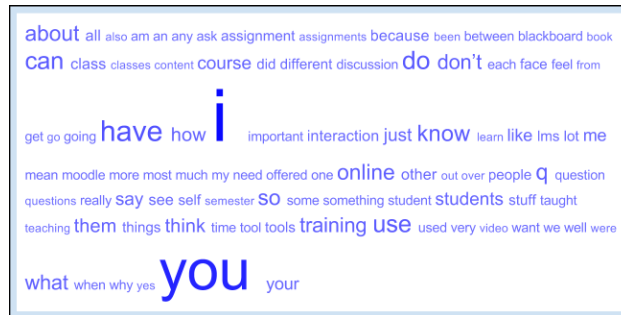 about all also am an any ask assignment assignments because been between blackboard book
can class classes content course did different discussion do don't each face feel from
get go going have how i important interaction just know learn like lms lot me
mean moodle more most much my need offered one online other out over people q question
questions really say see self semester so some something student students stuff taught
teaching them things think time tool tools training use used very video want we well were
what when why yes you your